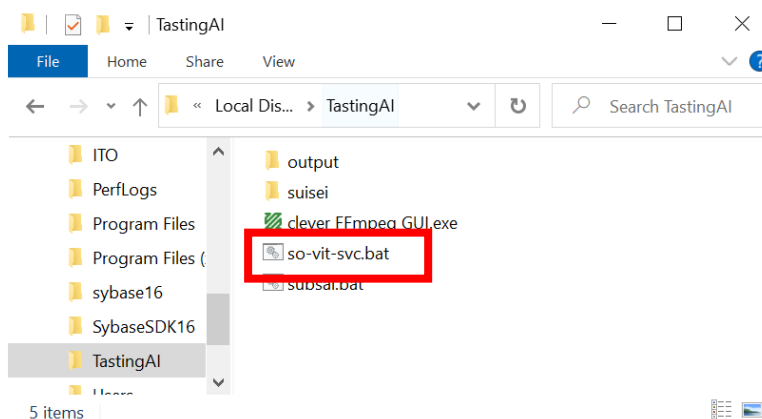 TastingAI
File Home Share View
« Local Dis... TastingAI Search TastingAI
ITO
PerfLogs
Program Files
Program Files (
sybase16
SybaseSDK16
TastingAI
Users
output
suisei
clever FFmpeg GUI.exe
so-vit-svc.bat
subsai.bat
5 items